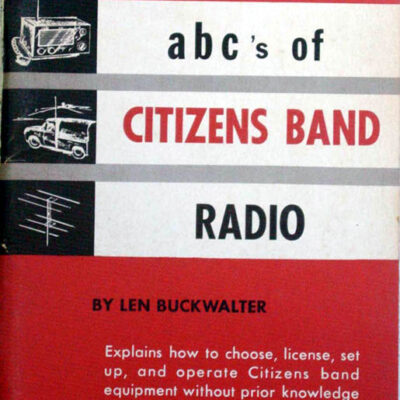 abc's of
CITIZENS BAND
RADIO
BY LEN BUCKWALTER
Explains how to choose, license, set
up, and operate Citizens band
equipment without prior knowledge